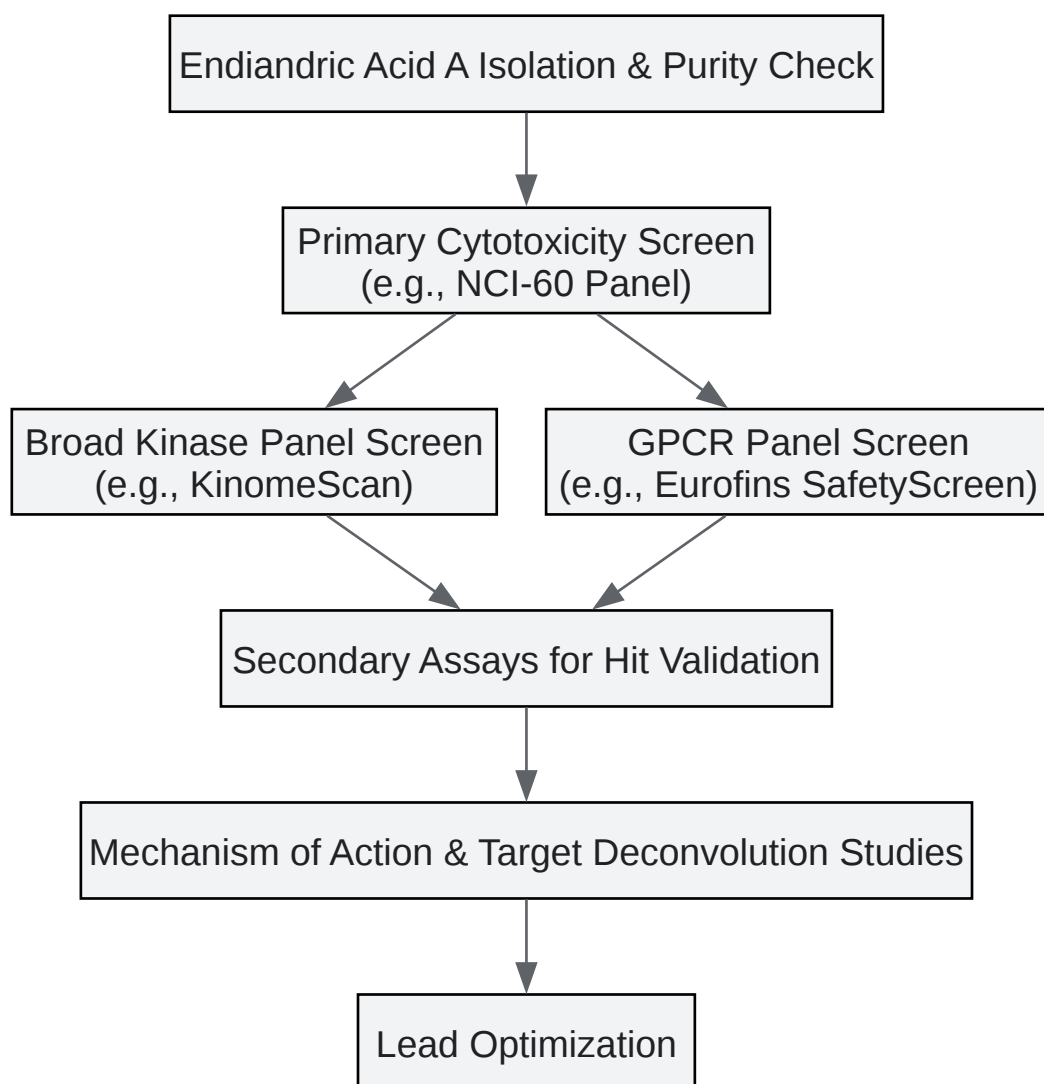 Endiandric Acid A Isolation & Purity Check
Primary Cytotoxicity Screen
(e.g., NCI-60 Panel)
Broad Kinase Panel Screen
(e.g., KinomeScan)
GPCR Panel Screen
(e.g., Eurofins SafetyScreen)
Secondary Assays for Hit Validation
Mechanism of Action & Target Deconvolution Studies
Lead Optimization